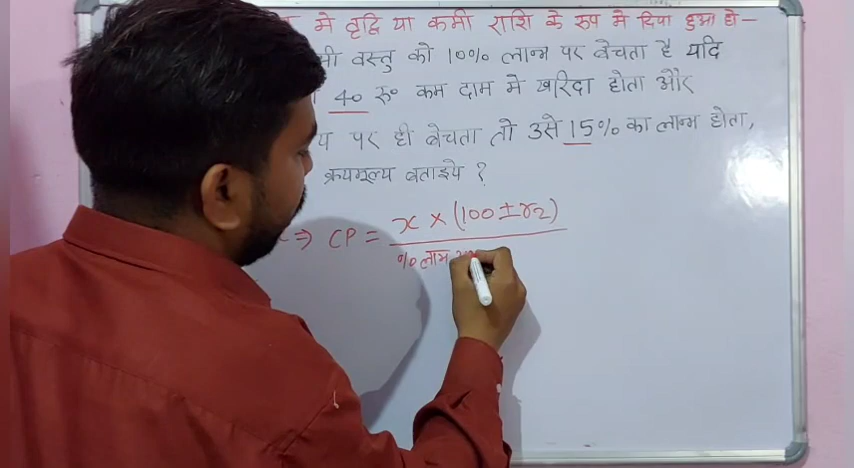 मे वृद्वि या कमी राशि के रूप मे दिया हुआ हो—
वस्तु को 10% लाभ पर बेचता है यदि
40 रू० कम दाम मे खरिदा होता और
पर ही बेचता तो उसे 15% का लाभ होता,
क्रयमूल्य बताइये ?
⇒ CP = x × (100 ± r2)
% लाभ